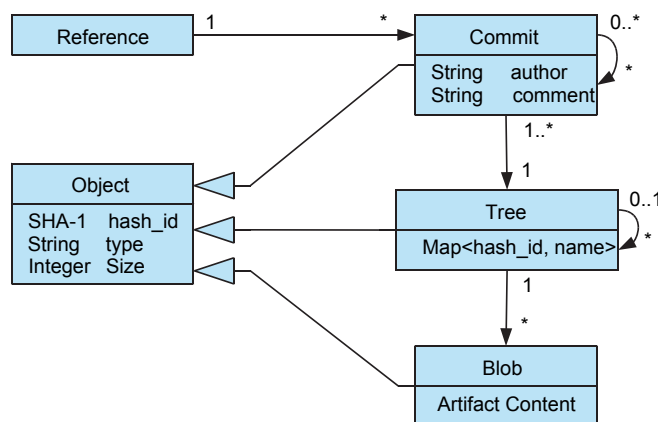 Reference
1
*
Commit
0..*
*
String author
String comment
1..*
1
Object
SHA-1 hash_id
String type
Integer Size
Tree
0..1
*
Map<hash_id, name>
1
*
Blob
Artifact Content